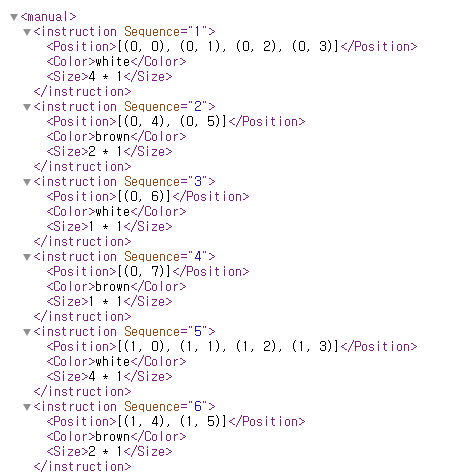 ▼<manual>
▼<instruction Sequence="1">
<Position>[(0, 0), (0, 1), (0, 2), (0, 3)]</Position>
<Color>white</Color>
<Size>4 * 1</Size>
</instruction>
▼<instruction Sequence="2">
<Position>[(0, 4), (0, 5)]</Position>
<Color>brown</Color>
<Size>2 * 1</Size>
</instruction>
▼<instruction Sequence="3">
<Position>[(0, 6)]</Position>
<Color>white</Color>
<Size>1 * 1</Size>
</instruction>
▼<instruction Sequence="4">
<Position>[(0, 7)]</Position>
<Color>brown</Color>
<Size>1 * 1</Size>
</instruction>
▼<instruction Sequence="5">
<Position>[(1, 0), (1, 1), (1, 2), (1, 3)]</Position>
<Color>white</Color>
<Size>4 * 1</Size>
</instruction>
▼<instruction Sequence="6">
<Position>[(1, 4), (1, 5)]</Position>
<Color>brown</Color>
<Size>2 * 1</Size>
</instruction>